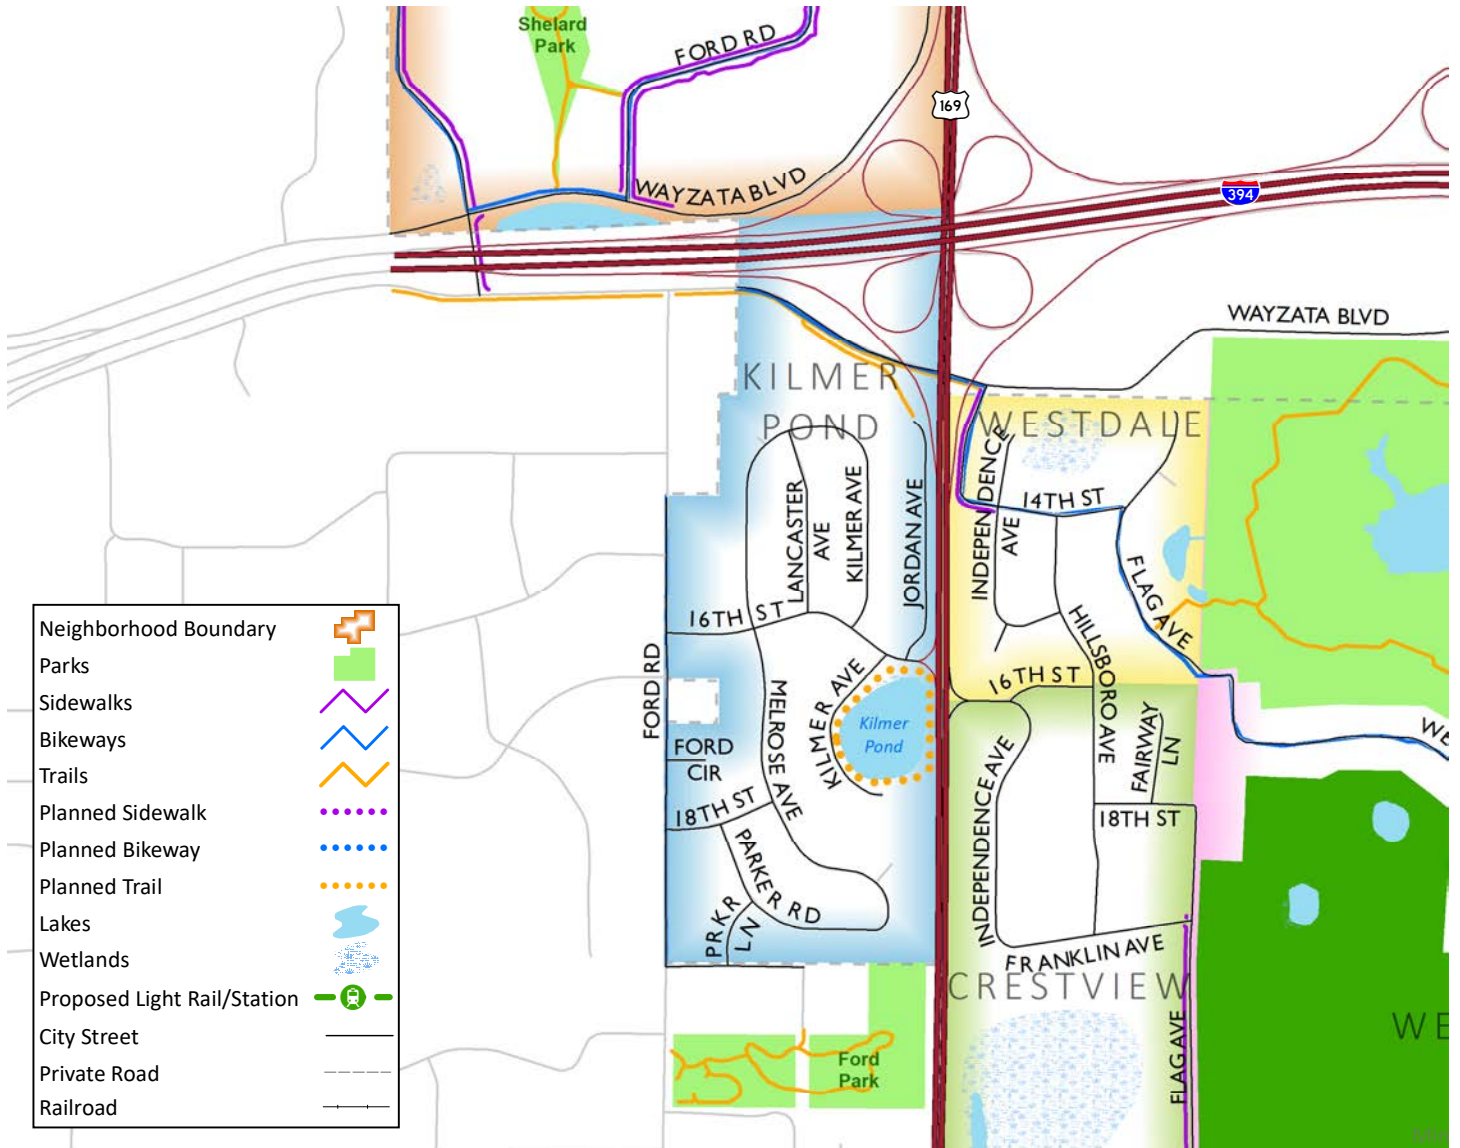 Shelard
Park
FORD RD
169
WAYZATA BLVD
394
WAYZATA BLVD
KILMER
POND
WESTDALE
INDEPENDENCE
AVE
14TH ST
LANCASTER
AVE
KILMER AVE
JORDAN AVE
FLAG AVE
16TH ST
HILLSBORO AVE
FORD RD
MELROSE AVE
KILMER AVE
16TH ST
Kilmer
Pond
FORD
CIR
FAIRWAY
LN
WE
18TH ST
INDEPENDENCE AVE
18TH ST
PARKER RD
PRKR
LN
FRANKLIN AVE
CRESTVIEW
WE
FLAG AVE
Ford
Park
Neighborhood Boundary
Parks
Sidewalks
Bikeways
Trails
Planned Sidewalk
Planned Bikeway
Planned Trail
Lakes
Wetlands
Proposed Light Rail/Station
City Street
Private Road
Railroad